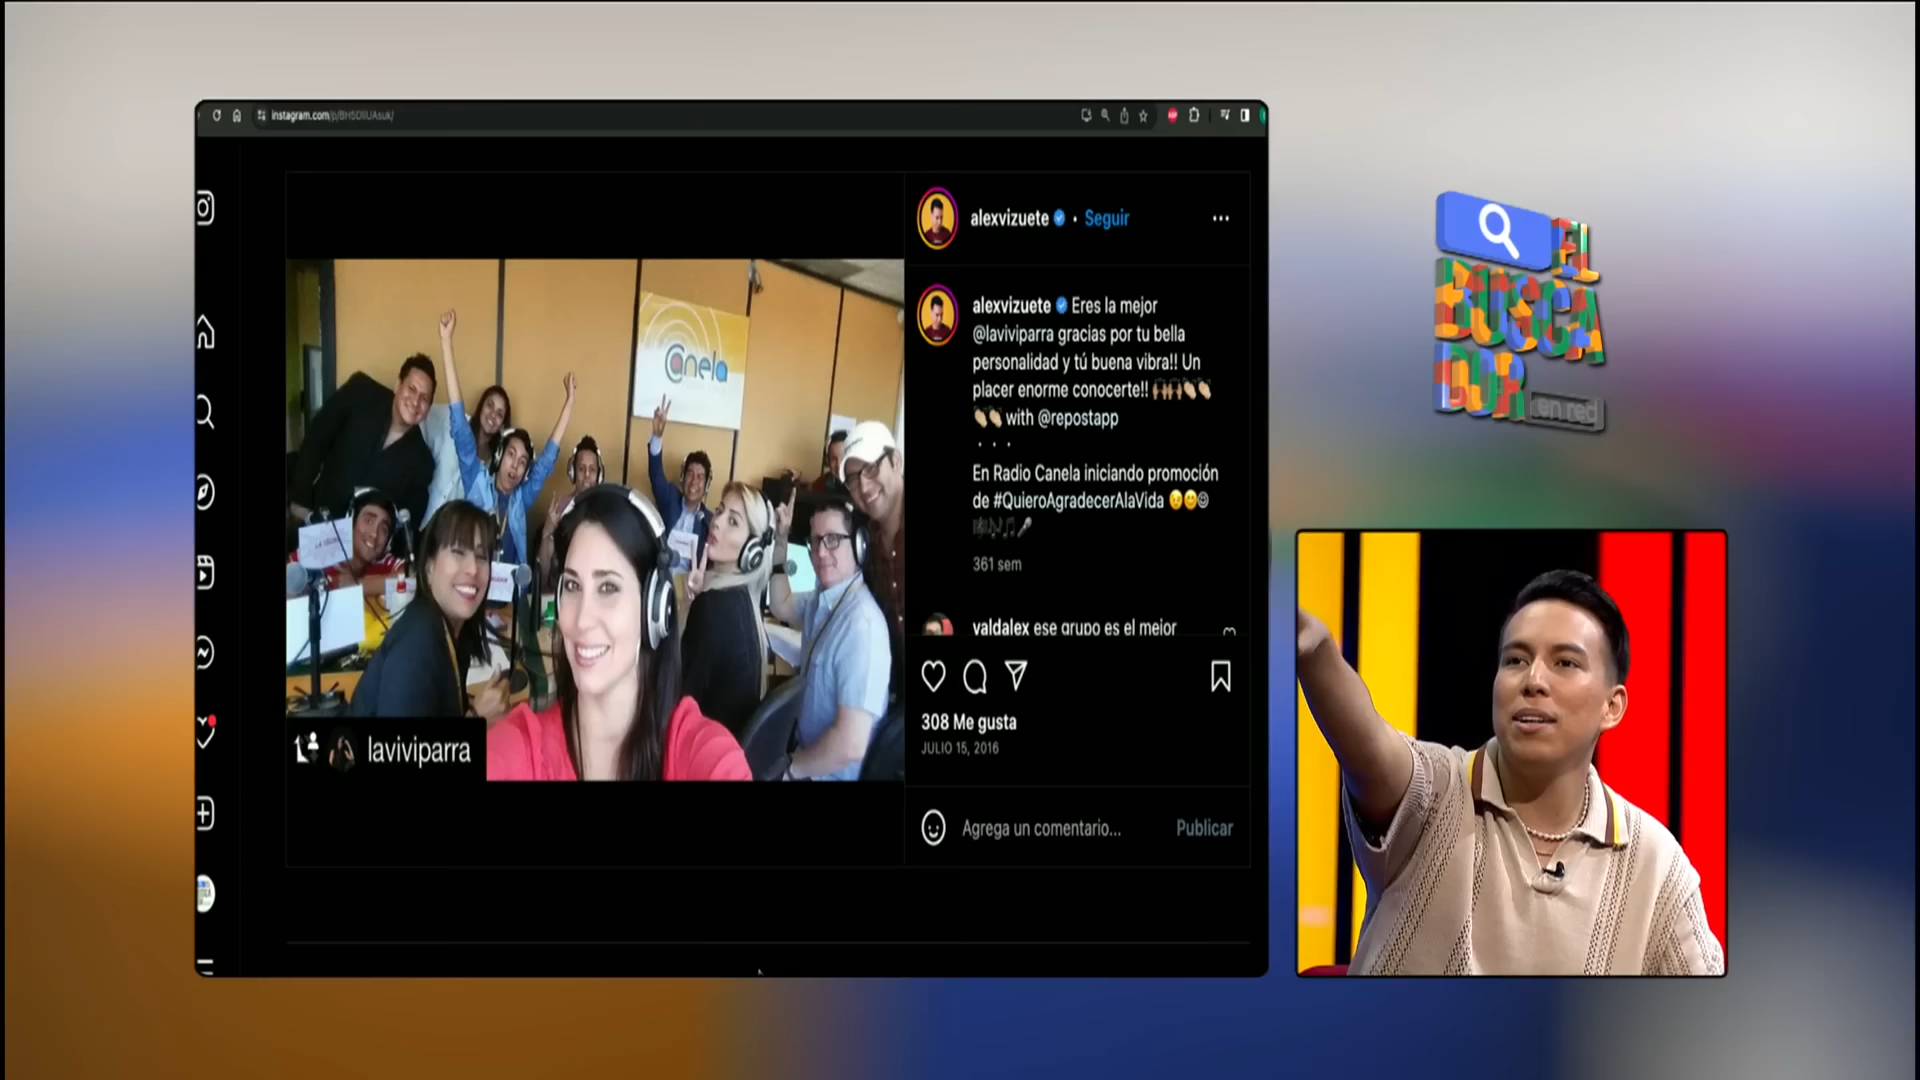 instagram.com/p/BHSDlIUAsuk/
alexvizuete • Seguir
alexvizuete Eres la mejor
@laviviparra gracias por tu bella
personalidad y tú buena vibra!! Un
placer enorme conocerte!!
with @repostapp
. . .
En Radio Canela iniciando promoción
de #QuieroAgradecerAlaVida
361 sem
valdalex ese grupo es el mejor
308 Me gusta
JULIO 15, 2016
Agrega un comentario...
Publicar
Canela
laviviparra
EL
BUSCA
DOR en red